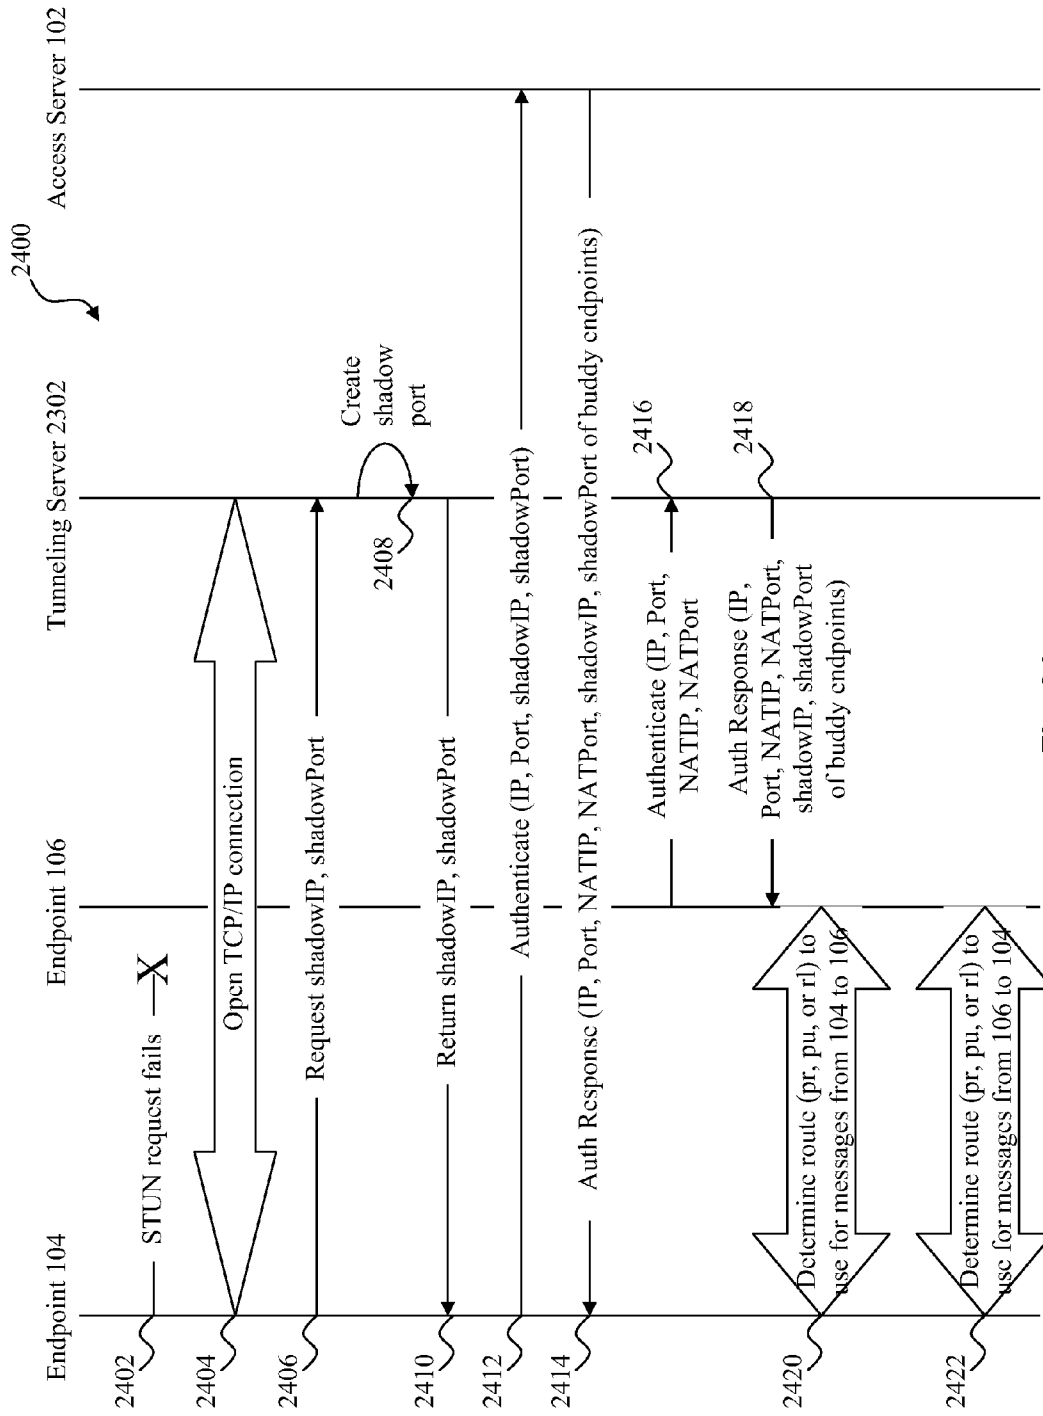 2400
Endpoint 104
Endpoint 106
Tunneling Server 2302
Access Server 102
2402
STUN request fails
X
2404
Open TCP/IP connection
2406
Request shadowIP, shadowPort
Create
shadow
port
2408
2410
Return shadowIP, shadowPort
2412
Authenticate (IP, Port, shadowIP, shadowPort)
2414
Auth Response (IP, Port, NATIP, NATPort, shadowIP, shadowPort of buddy endpoints)
Authenticate (IP, Port,
NATIP, NATPort
2416
Auth Response (IP,
Port, NATIP, NATPort,
shadowIP, shadowPort
of buddy endpoints)
2418
2420
Determine route (pr, pu, or rl) to
use for messages from 104 to 106
2422
Determine route (pr, pu, or rl) to
use for messages from 106 to 104